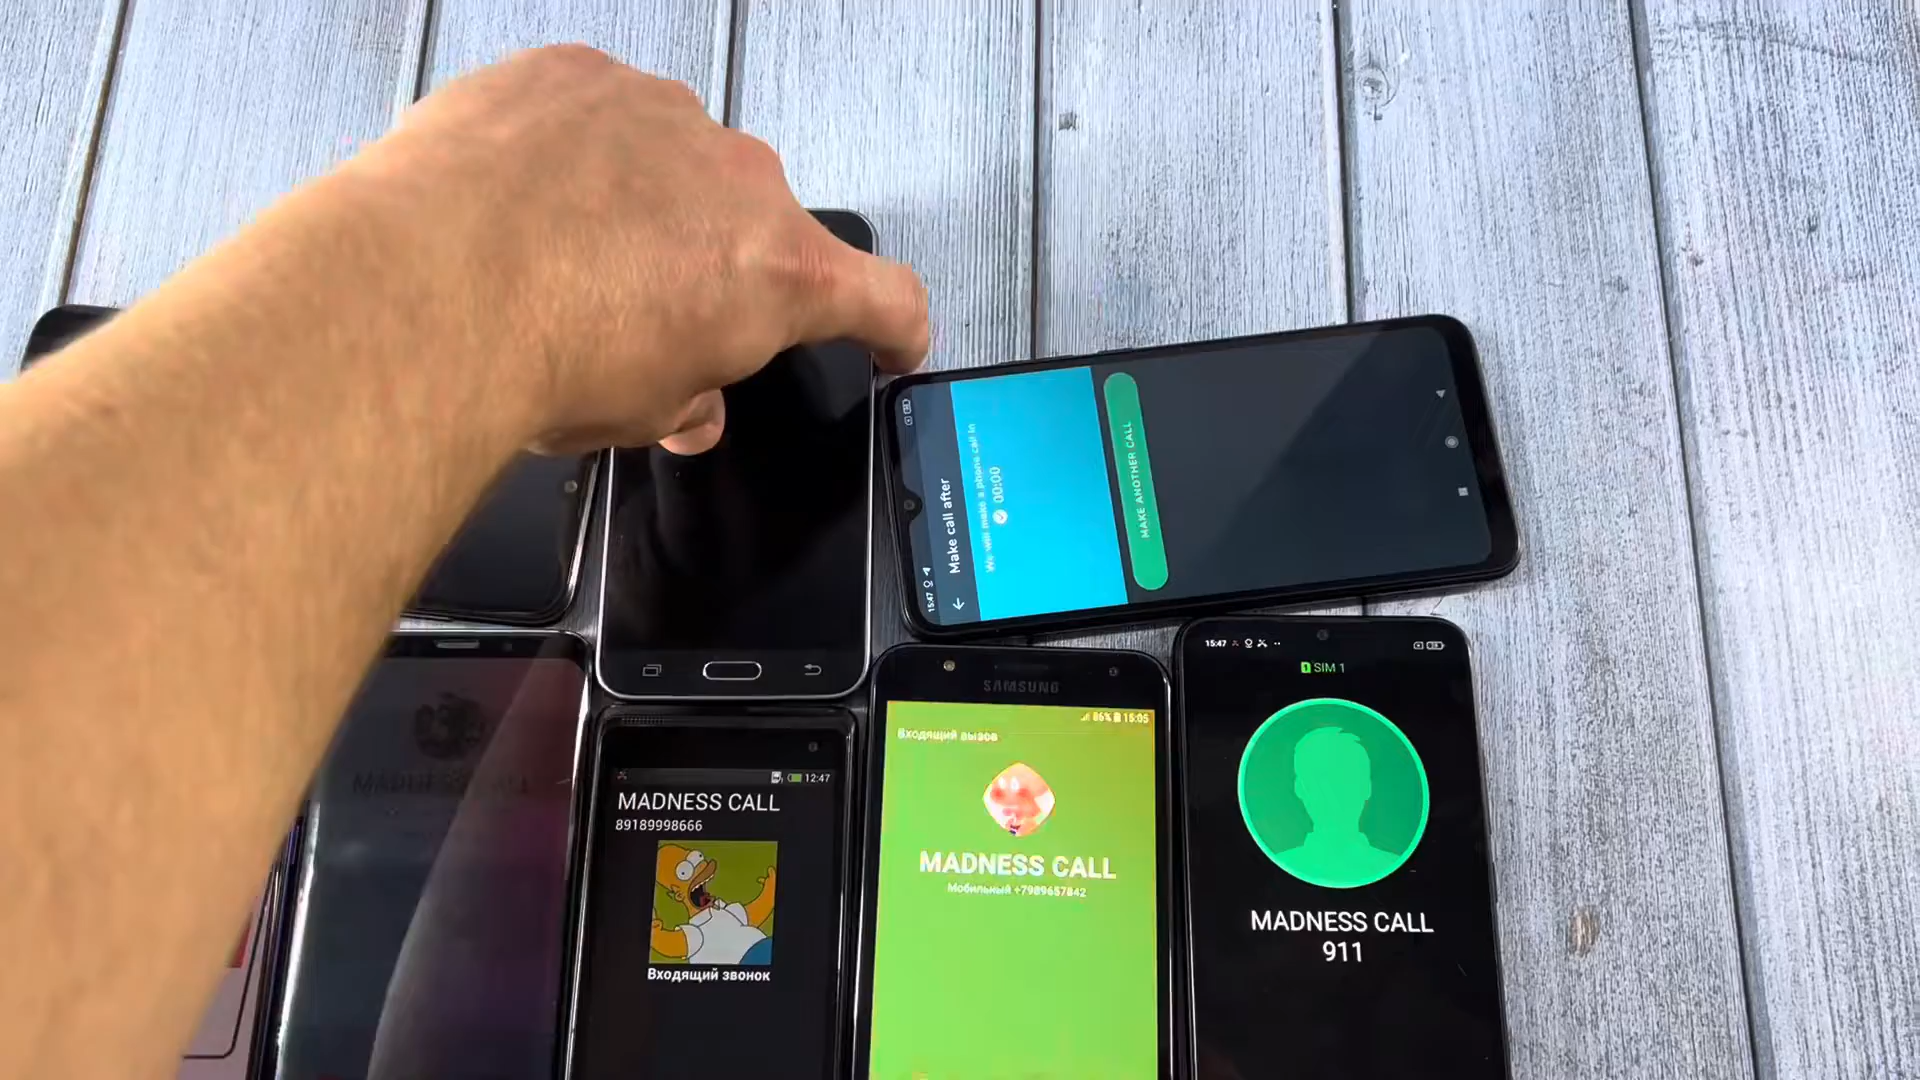 15:47
Make call after
We will make a phone call in
00:00
MAKE ANOTHER CALL
12:47
MADNESS CALL
89189998666
Входящий звонок
SAMSUNG
86% 15:05
Входящий вызов
MADNESS CALL
Мобильный +7989657842
15:47
1 SIM 1
MADNESS CALL
911